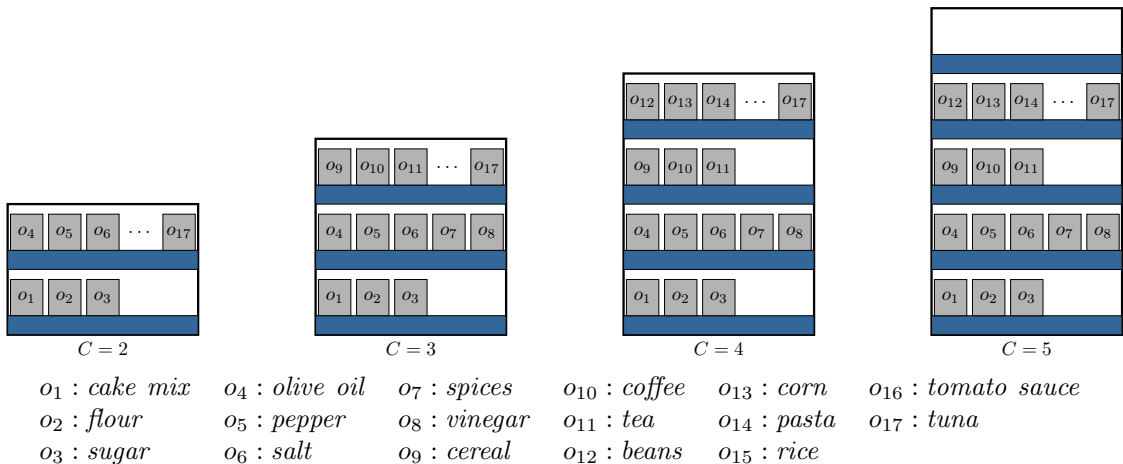 o12 o13 o14 ... o17
o12 o13 o14 ... o17
o9 o10 o11 ... o17
o9 o10 o11
o9 o10 o11
o4 o5 o6 ... o17
o4 o5 o6 o7 o8
o4 o5 o6 o7 o8
o4 o5 o6 o7 o8
o1 o2 o3
o1 o2 o3
o1 o2 o3
o1 o2 o3
C = 2
C = 3
C = 4
C = 5
o1 : cake mix o4 : olive oil o7 : spices o10 : coffee o13 : corn o16 : tomato sauce
o2 : flour o5 : pepper o8 : vinegar o11 : tea o14 : pasta o17 : tuna
o3 : sugar o6 : salt o9 : cereal o12 : beans o15 : rice